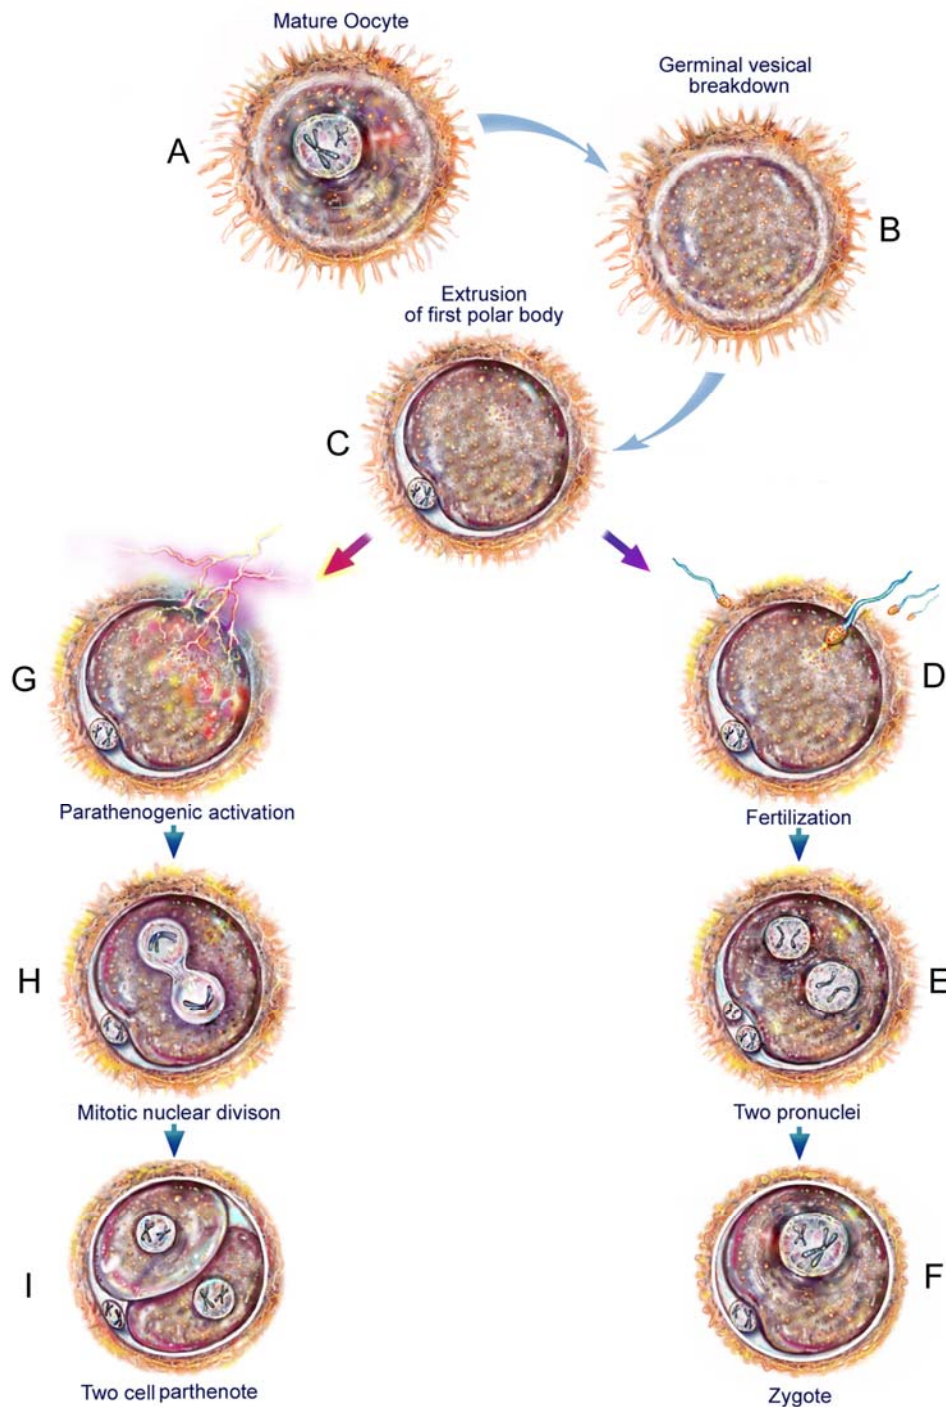 Mature Oocyte
A
Germinal vesical
breakdown
B
Extrusion
of first polar body
C
G
Parathenogenic activation
D
Fertilization
H
Mitotic nuclear divison
E
Two pronuclei
I
Two cell parthenote
F
Zygote